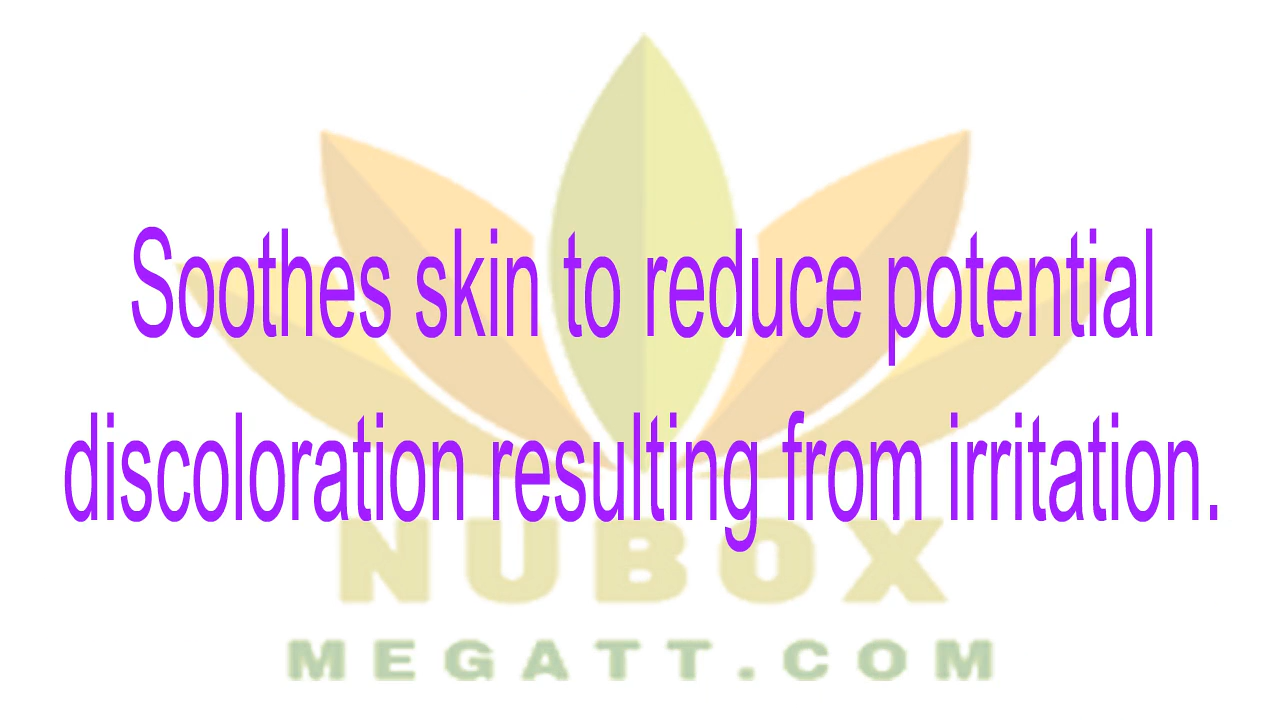 Soothes skin to reduce potential
discoloration resulting from irritation.
NUBOX
MEGATT.COM